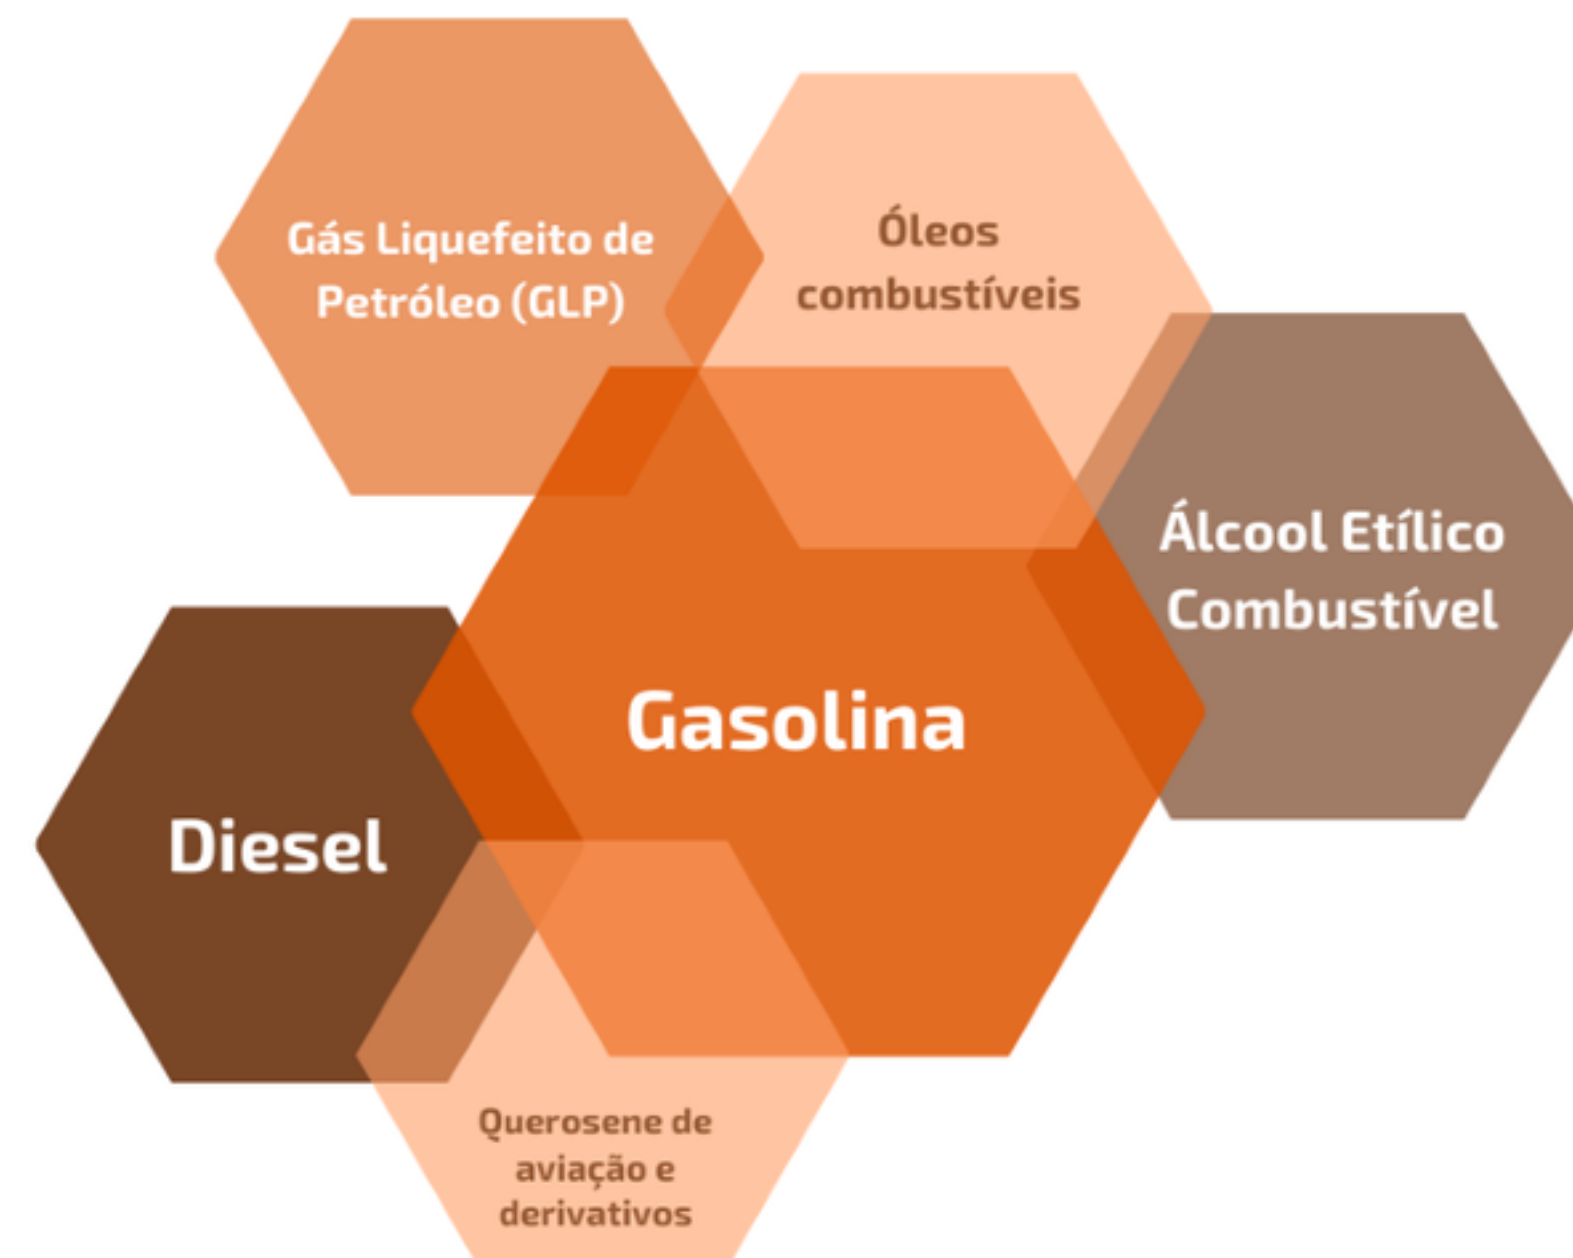 Gás Liquefeito de
Petróleo (GLP)
Óleos
combustíveis
Álcool Etílico
Combustível
Gasolina
Diesel
Querosene de
aviação e
derivativos